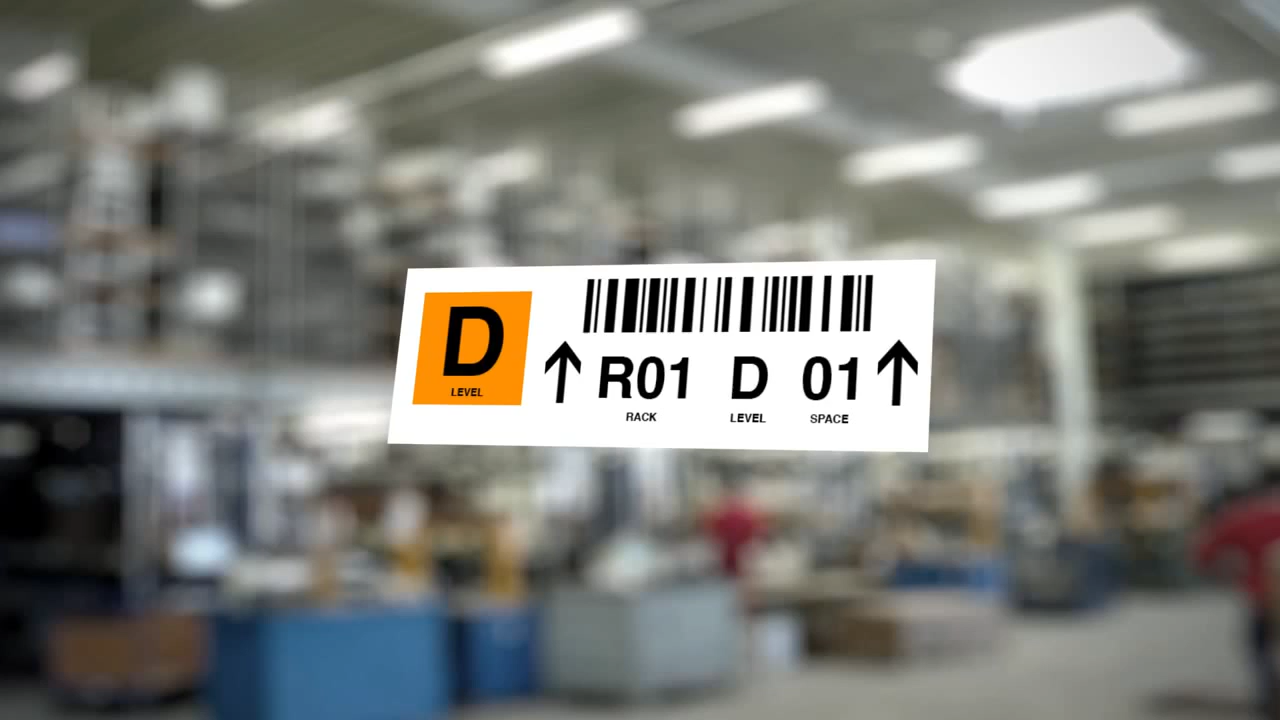 D
LEVEL
↑ R01 D 01 ↑
RACK LEVEL SPACE